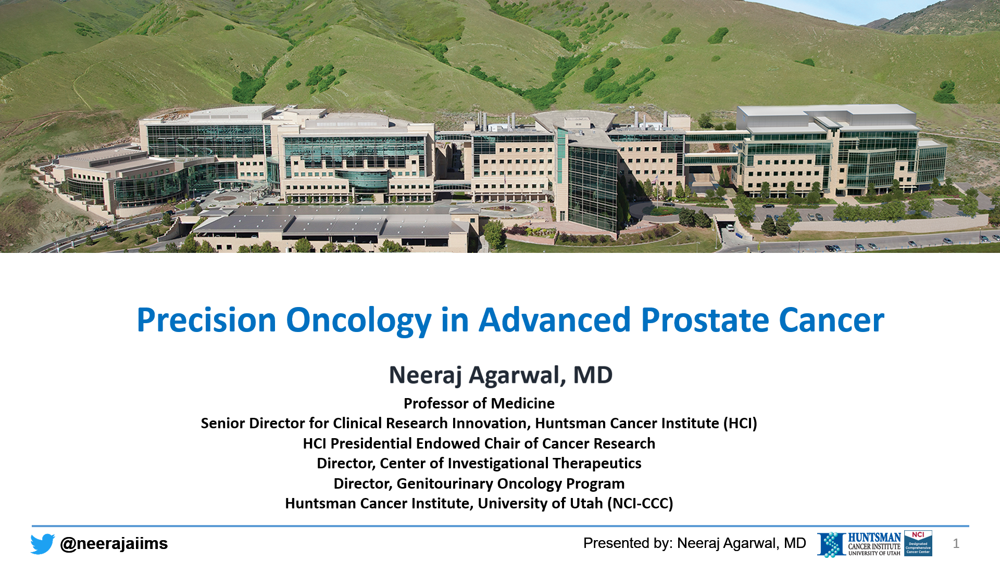 Precision Oncology in Advanced Prostate Cancer
Neeraj Agarwal, MD
Professor of Medicine
Senior Director for Clinical Research Innovation, Huntsman Cancer Institute (HCI)
HCI Presidential Endowed Chair of Cancer Research
Director, Center of Investigational Therapeutics
Director, Genitourinary Oncology Program
Huntsman Cancer Institute, University of Utah (NCI-CCC)
@neerajaiims
Presented by: Neeraj Agarwal, MD
HUNTSMAN
CANCER INSTITUTE
UNIVERSITY OF UTAH
NCI
Designated
Comprehensive
Cancer Center
1